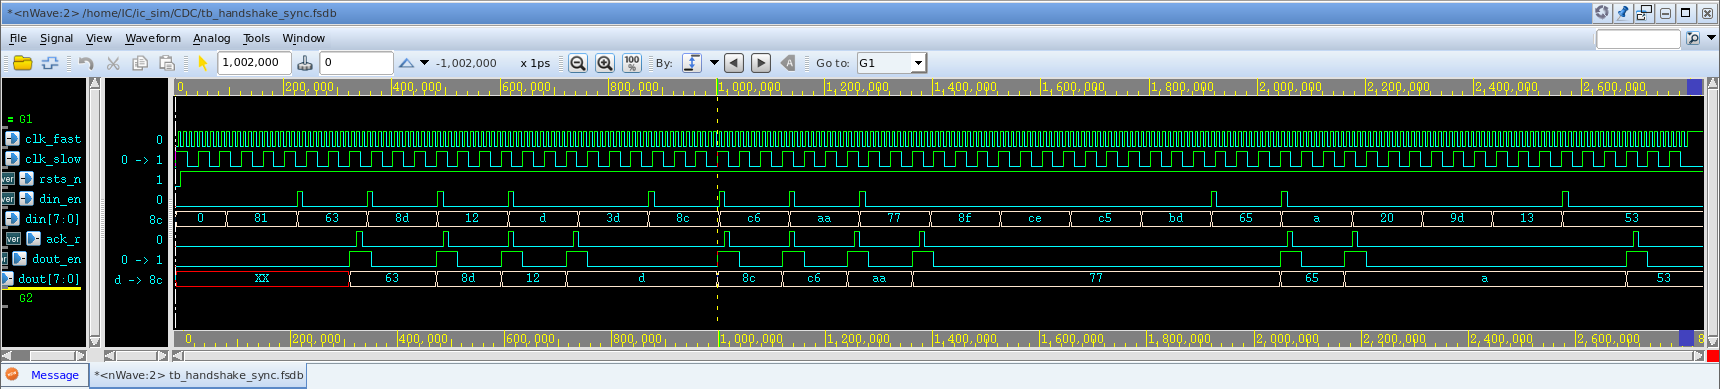 *<nWave:2> /home/IC/ic_sim/CDC/tb_handshake_sync.fsdb
File Signal View Waveform Analog Tools Window
1,002,000 0 -1,002,000 x 1ps 100% By: Go to: G1
0 200,000 400,000 600,000 800,000 1,000,000 1,200,000 1,400,000 1,600,000 1,800,000 2,000,000 2,200,000 2,400,000 2,600,000
= G1
clk_fast 0
clk_slow 0 -> 1
ver rsts_n 1
ver din_en 0
din[7:0] 8c 0 81 63 8d 12 d 3d 8c c6 aa 77 8f ce c5 bd 65 a 20 9d 13 53
ver ack_r 0
ver dout_en 0 -> 1
dout[7:0] d -> 8c XX 63 8d 12 d 8c c6 aa 77 65 a 53
G2
0 200,000 400,000 600,000 800,000 1,000,000 1,200,000 1,400,000 1,600,000 1,800,000 2,000,000 2,200,000 2,400,000 2,600,000 8
Message *<nWave:2> tb_handshake_sync.fsdb